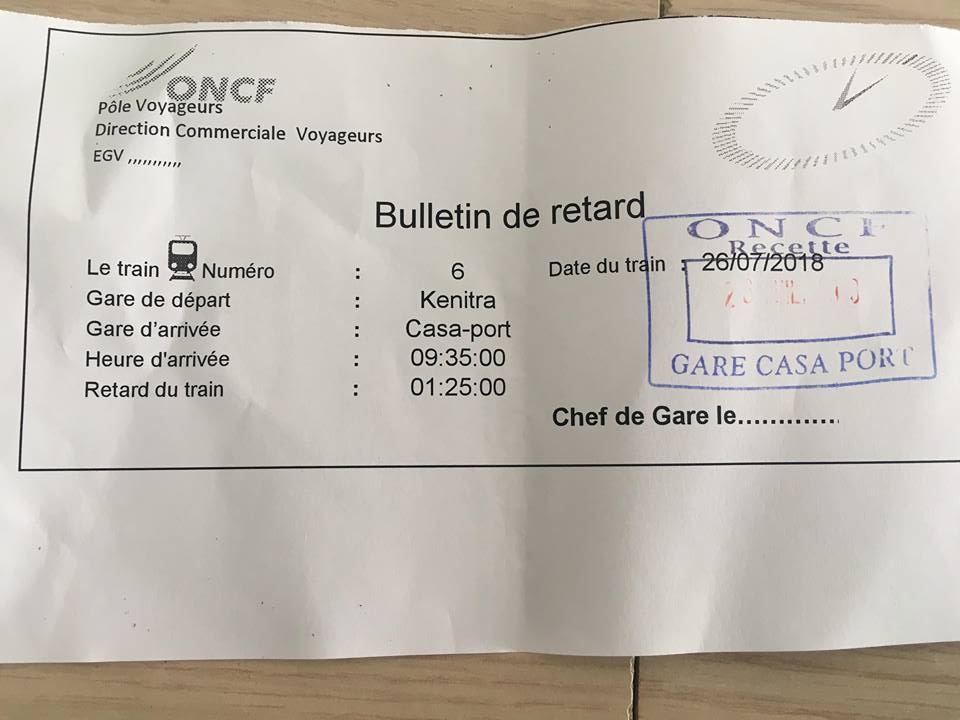 ONCF
Pôle Voyageurs
Direction Commerciale Voyageurs
EGV ,,,,,,,,,,,
Bulletin de retard
Le train Numéro : 6
Date du train : 26/07/2018
Gare de départ : Kenitra
Gare d'arrivée : Casa-port
Heure d'arrivée : 09:35:00
Retard du train : 01:25:00
ONCF
Recette
GARE CASA PORT
Chef de Gare le.............